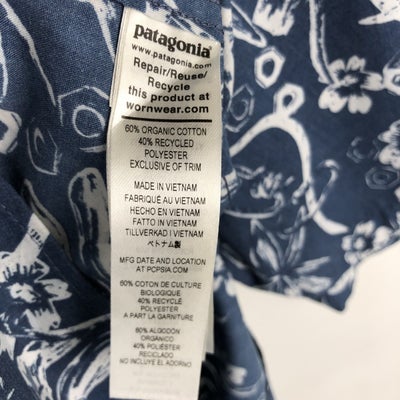 patagonia
www.patagonia.com
Repair/Reuse/
Recycle
this product at
wornwear.com
60% ORGANIC COTTON
40% RECYCLED
POLYESTER
EXCLUSIVE OF TRIM
MADE IN VIETNAM
FABRIQUÉ AU VIETNAM
HECHO EN VIETNAM
FATTO IN VIETNAM
TILLVERKAD I VIETNAM
ベトナム製
MFG DATE AND LOCATION
AT PCPSIA.COM
60% COTON DE CULTURE
BIOLOGIQUE
40% RECYCLÉ
POLYESTER
A PART LA GARNITURE
60% ALGODÓN
ORGÁNICO
40% POLIÉSTER
RECICLADO
NO INCLUYE EL ADORNO